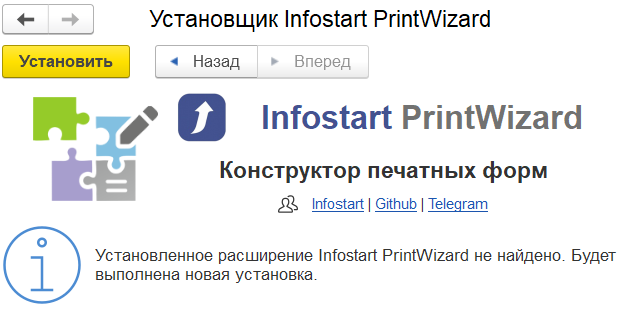 Установщик Infostart PrintWizard
Установить Назад Вперед
Infostart PrintWizard
Конструктор печатных форм
Infostart | Github | Telegram
Установленное расширение Infostart PrintWizard не найдено. Будет
выполнена новая установка.